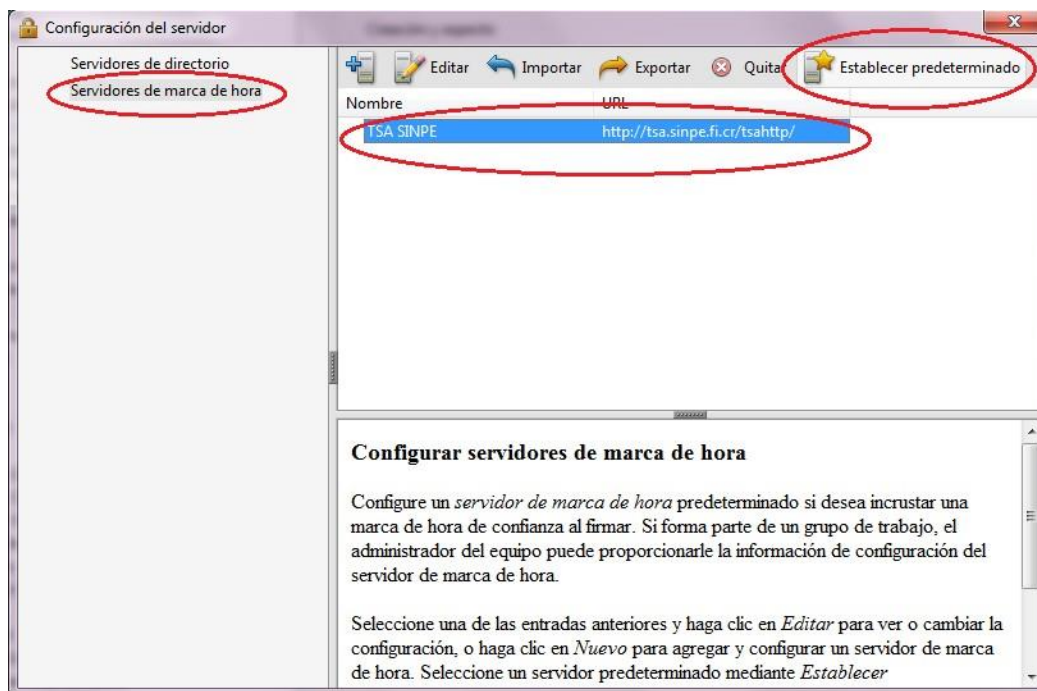 Configuración del servidor
Servidores de directorio
Servidores de marca de hora
Editar Importar Exportar Quitar Establecer predeterminado
Nombre URL
TSA SINPE http://tsa.sinpe.fi.cr/tsahttp/
Configurar servidores de marca de hora
Configure un servidor de marca de hora predeterminado si desea incrustar una
marca de hora de confianza al firmar. Si forma parte de un grupo de trabajo, el
administrador del equipo puede proporcionarle la información de configuración del
servidor de marca de hora.
Seleccione una de las entradas anteriores y haga clic en Editar para ver o cambiar la
configuración, o haga clic en Nuevo para agregar y configurar un servidor de marca
de hora. Seleccione un servidor predeterminado mediante Establecer